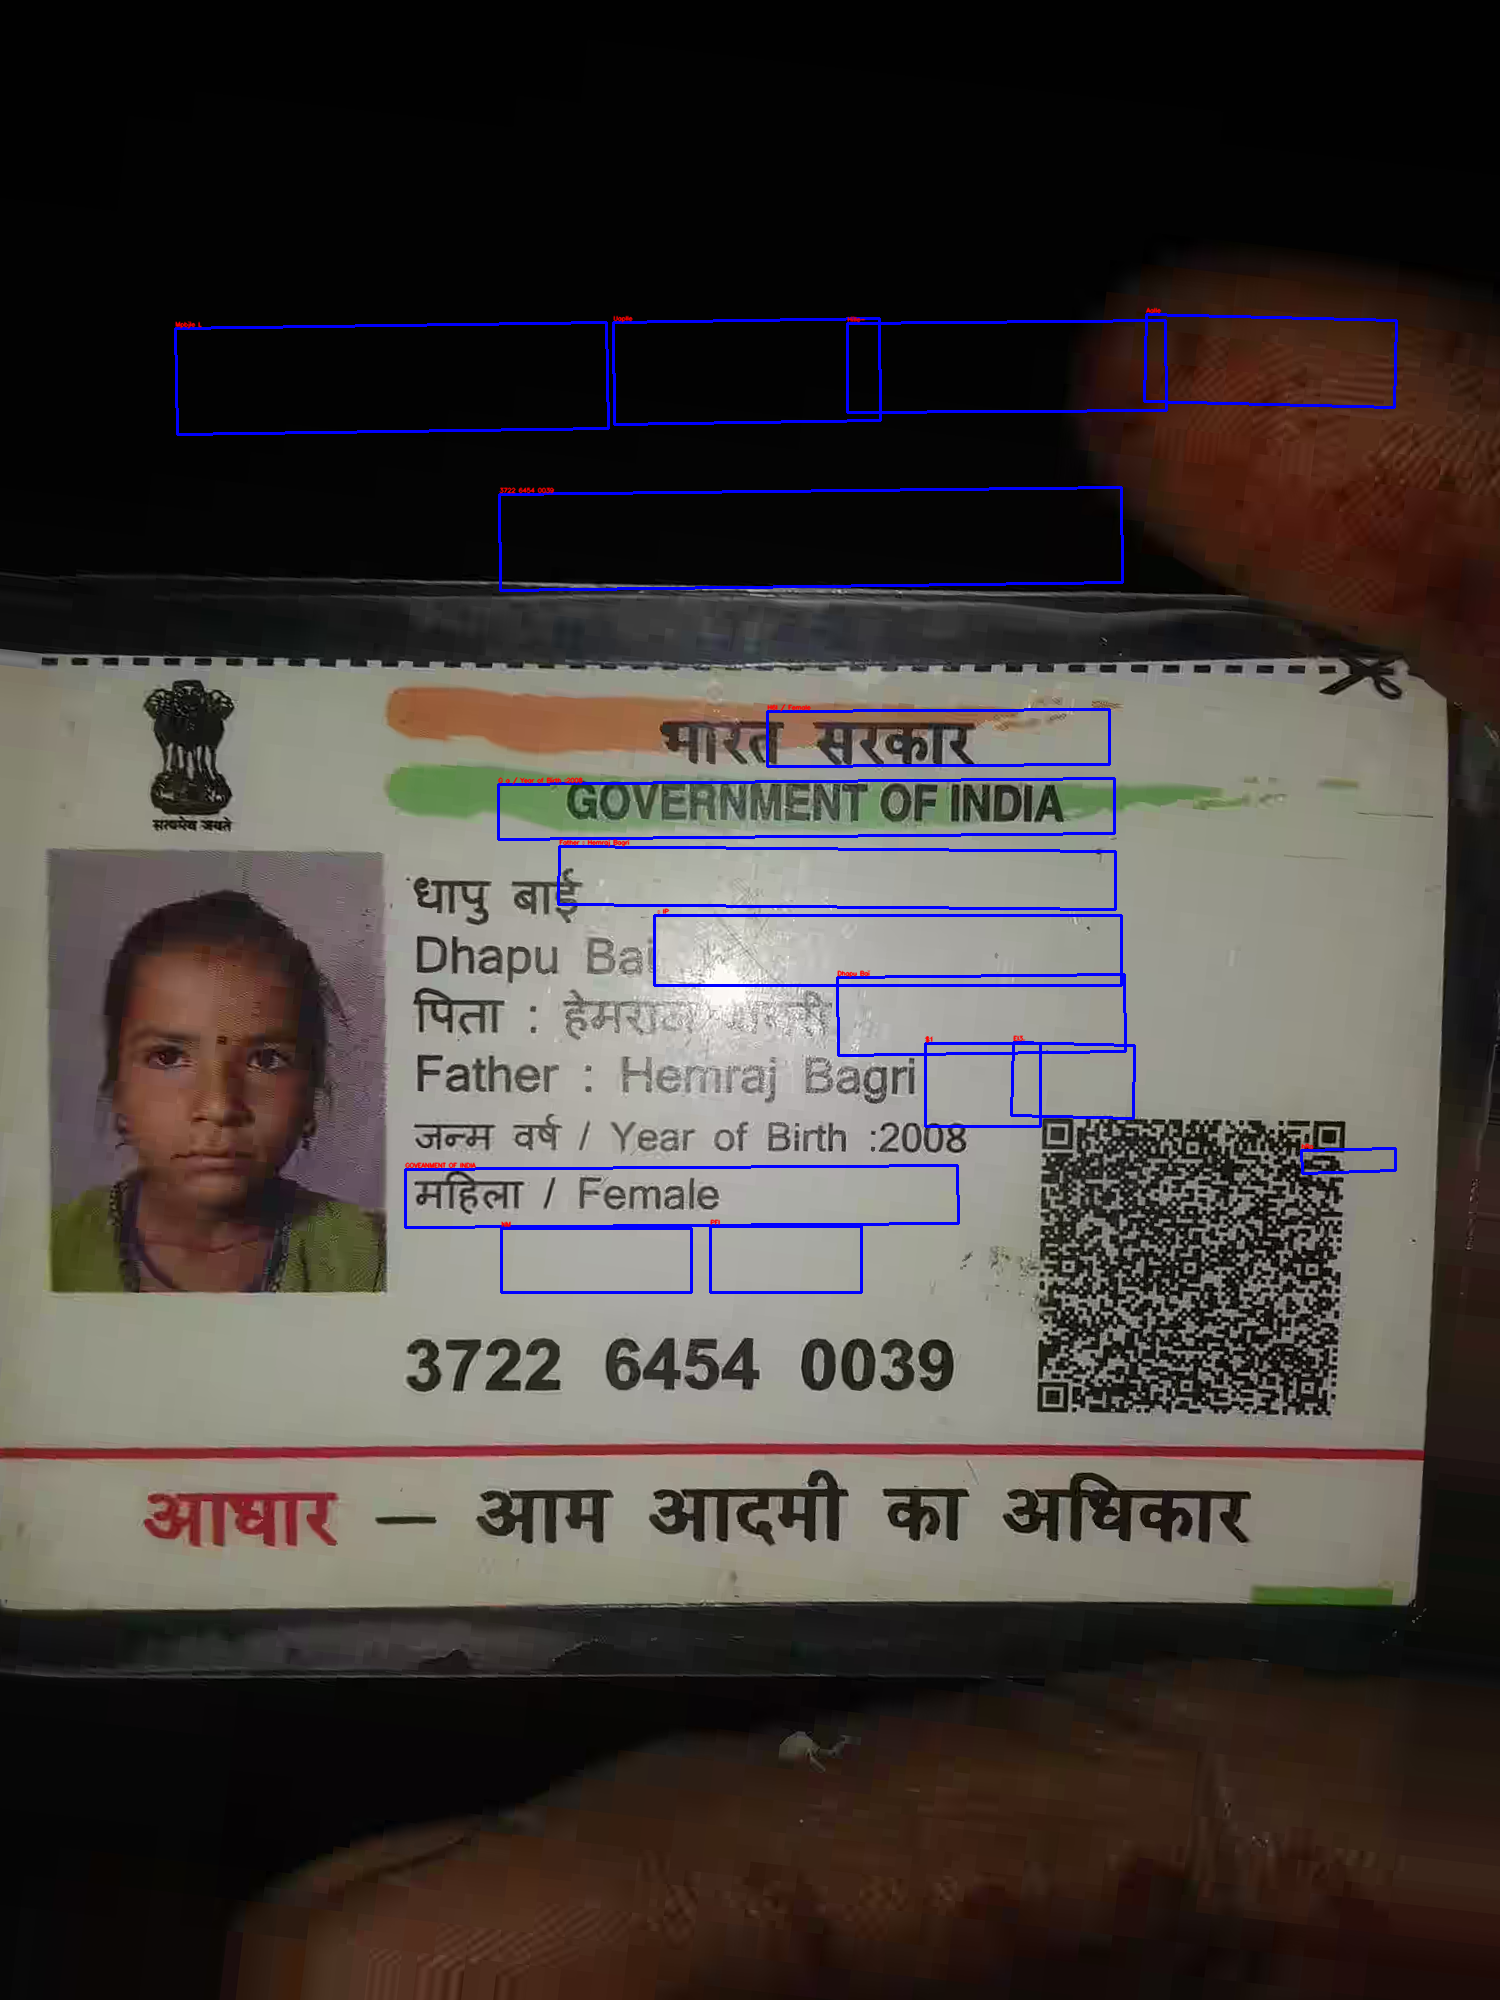 भारत सरकार
GOVERNMENT OF INDIA
सत्यमेव जयते
धापु बाई
Dhapu Bai
पिता : हेमराज बागरी
Father : Hemraj Bagri
जन्म वर्ष / Year of Birth :2008
महिला / Female
3722 6454 0039
आधार — आम आदमी का अधिकार